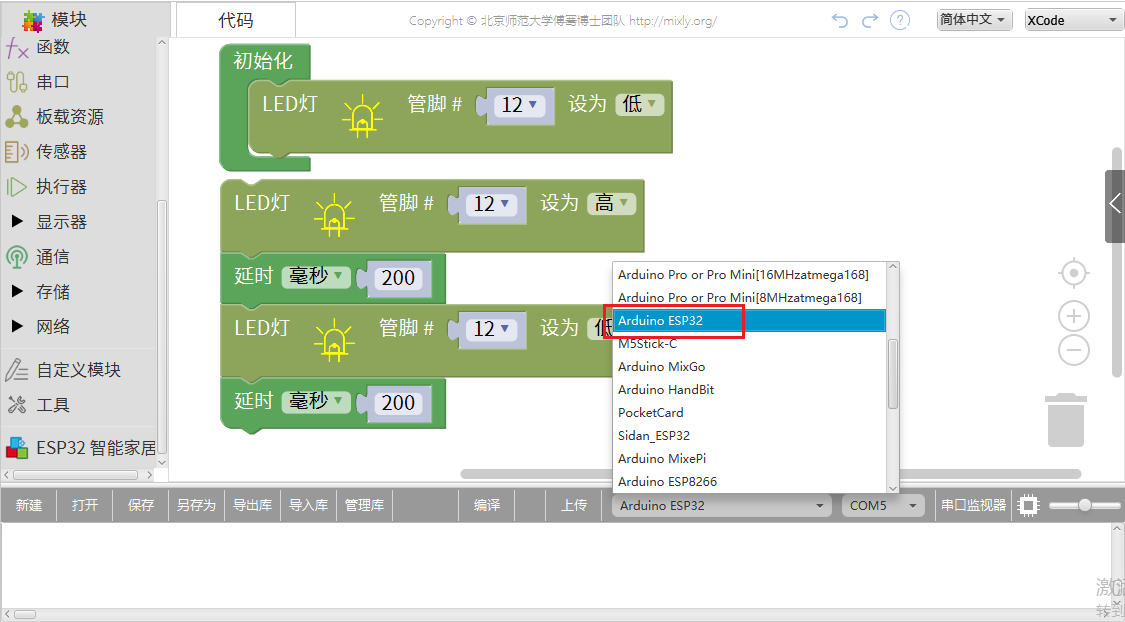 模块
代码
Copyright © 北京师范大学傅骞博士团队 http://mixly.org/
简体中文
XCode
函数
串口
板载资源
传感器
执行器
显示器
通信
存储
网络
自定义模块
工具
ESP32 智能家居
初始化
LED灯 管脚 # 12 设为 低
LED灯 管脚 # 12 设为 高
延时 毫秒 200
LED灯 管脚 # 12 设为 低
延时 毫秒 200
Arduino Pro or Pro Mini[16MHzatmega168]
Arduino Pro or Pro Mini[8MHzatmega168]
Arduino ESP32
M5Stick-C
Arduino MixGo
Arduino HandBit
PocketCard
Sidan_ESP32
Arduino MixePi
Arduino ESP8266
新建 打开 保存 另存为 导出库 导入库 管理库 编译 上传 Arduino ESP32 COM5 串口监视器
激活
转到